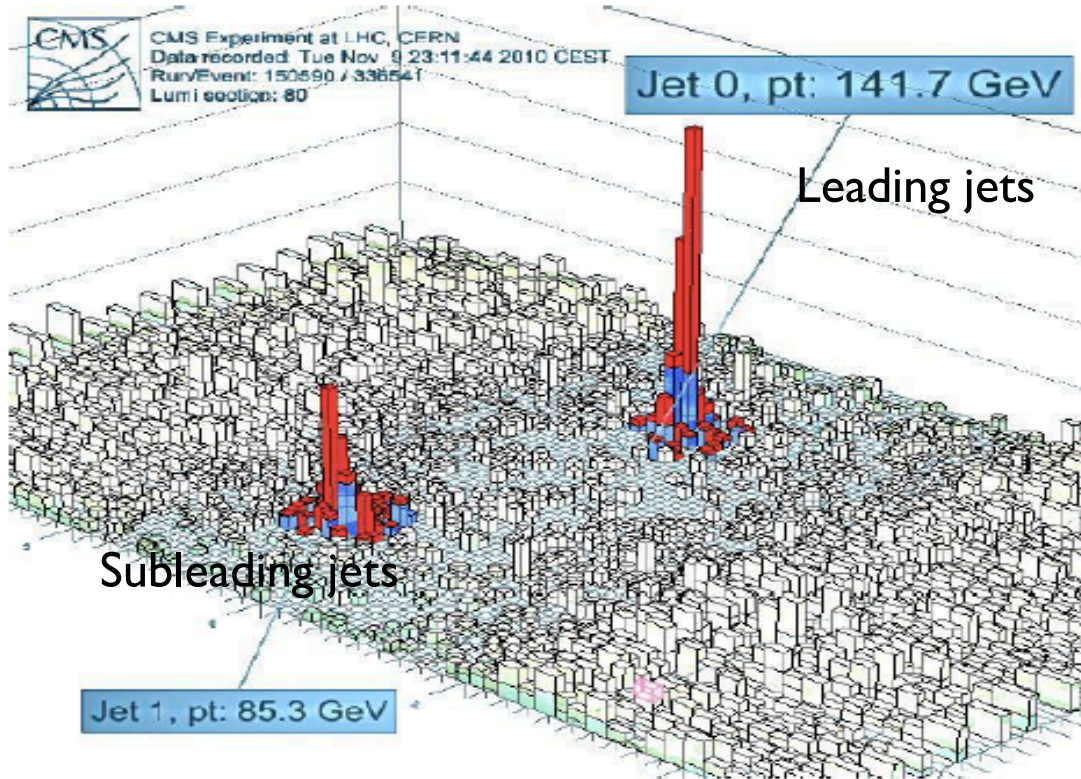 CMS
CMS Experiment at LHC, CERN
Data recorded: Tue Nov 9 23:11:44 2010 CEST
Run/Event: 150590 / 336541
Lumi section: 80
Jet 0, pt: 141.7 GeV
Leading jets
Subleading jets
Jet 1, pt: 85.3 GeV